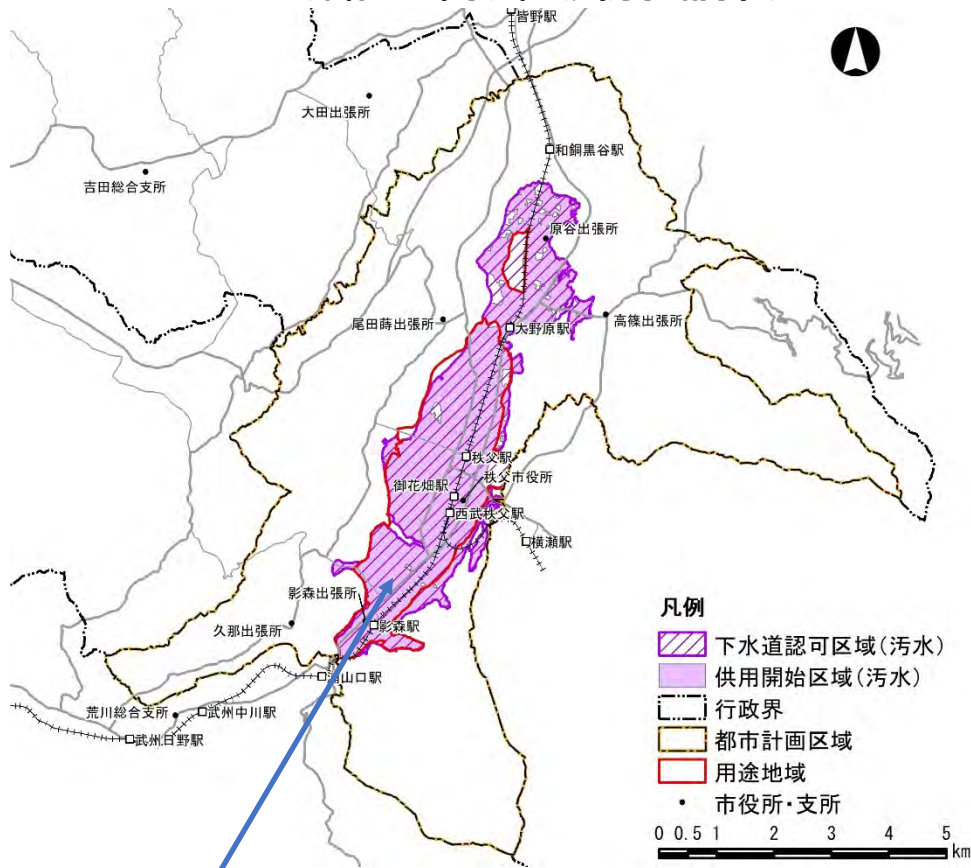 皆野駅
大田出張所
和銅黒谷駅
吉田総合支所
原谷出張所
尾田蒔出張所
大野原駅
高篠出張所
秩父駅
秩父市役所
御花畑駅
西武秩父駅
横瀬駅
影森出張所
久那出張所
影森駅
浦山口駅
荒川総合支所
武州中川駅
武州日野駅
凡例
下水道認可区域(汚水)
供用開始区域(汚水)
行政界
都市計画区域
用途地域
市役所・支所
0 0.5 1 2 3 4 5
km